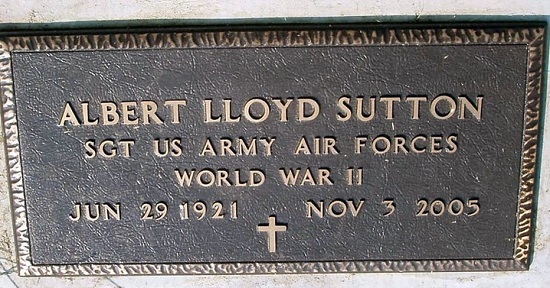 ALBERT LLOYD SUTTON
SGT US ARMY AIR FORCES
WORLD WAR II
JUN 29 1921 NOV 3 2005